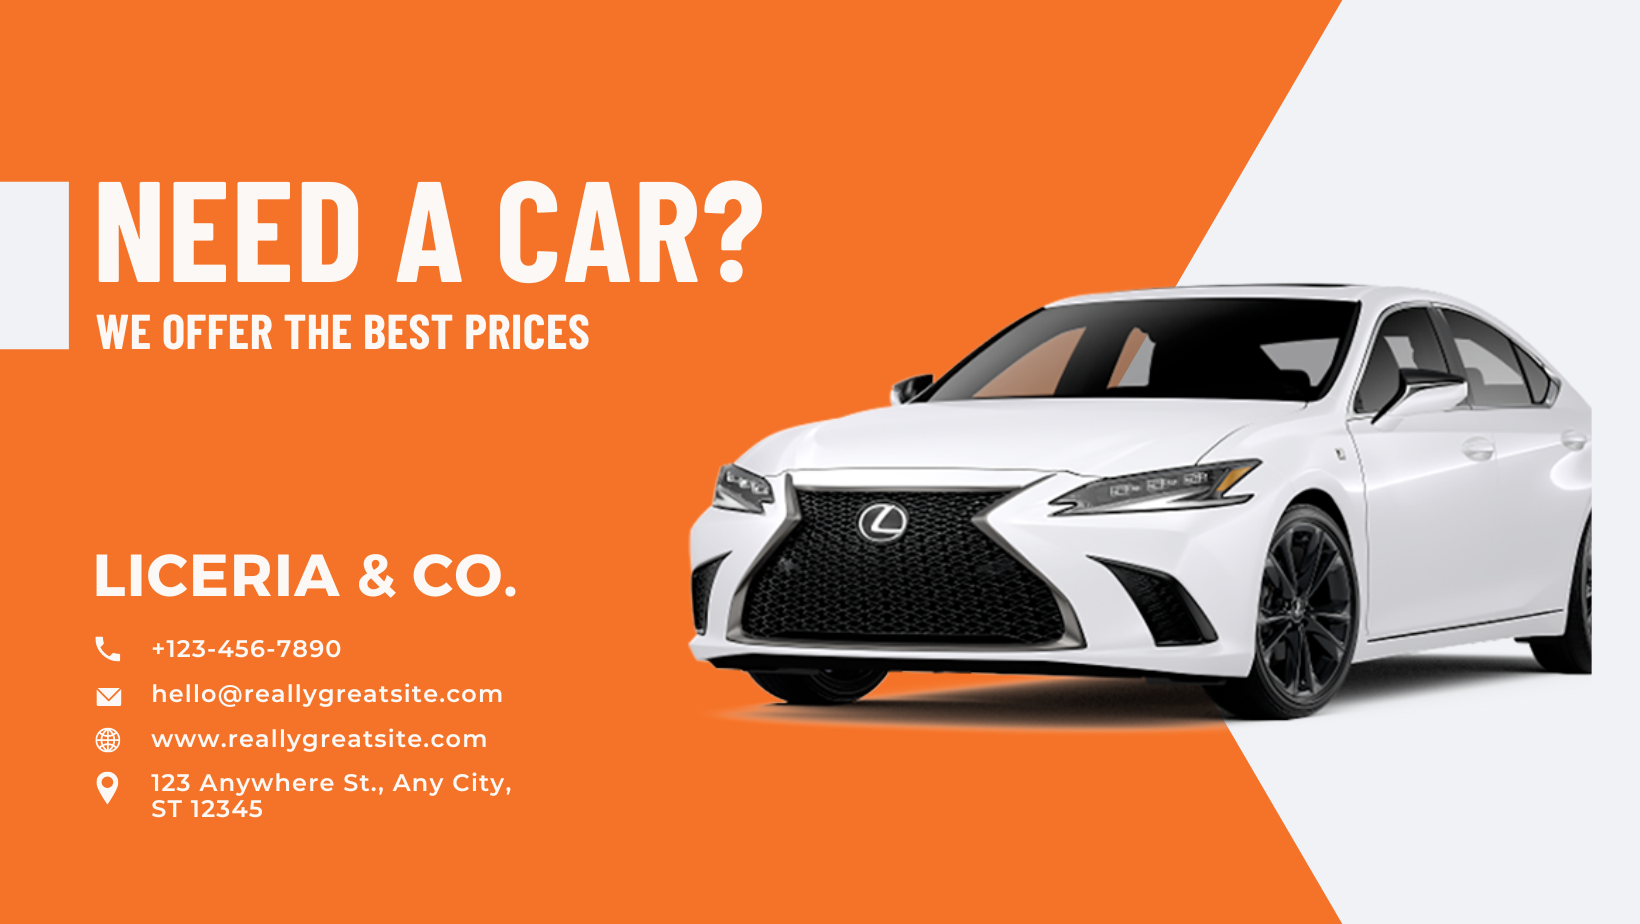 NEED A CAR?
WE OFFER THE BEST PRICES
LICERIA & CO.
+123-456-7890
hello@reallygreatsite.com
www.reallygreatsite.com
123 Anywhere St., Any City,
ST 12345